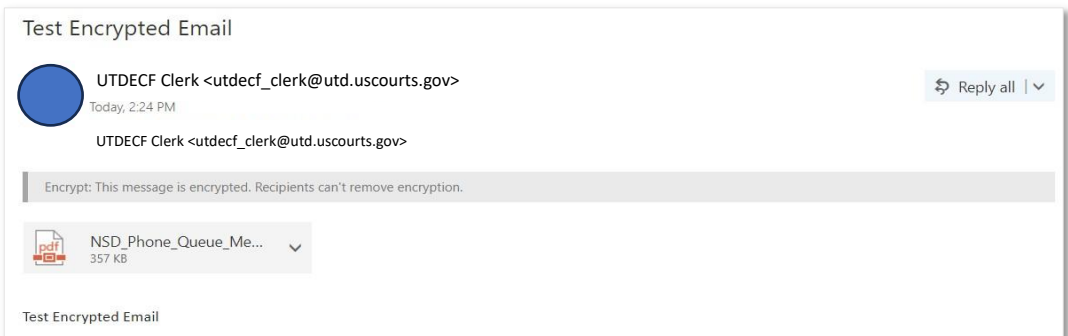 Test Encrypted Email
UTDECF Clerk <utdecf_clerk@utd.uscourts.gov>
Reply all
Today, 2:24 PM
UTDECF Clerk <utdecf_clerk@utd.uscourts.gov>
Encrypt: This message is encrypted. Recipients can't remove encryption.
pdf
NSD_Phone_Queue_Me...
357 KB
Test Encrypted Email